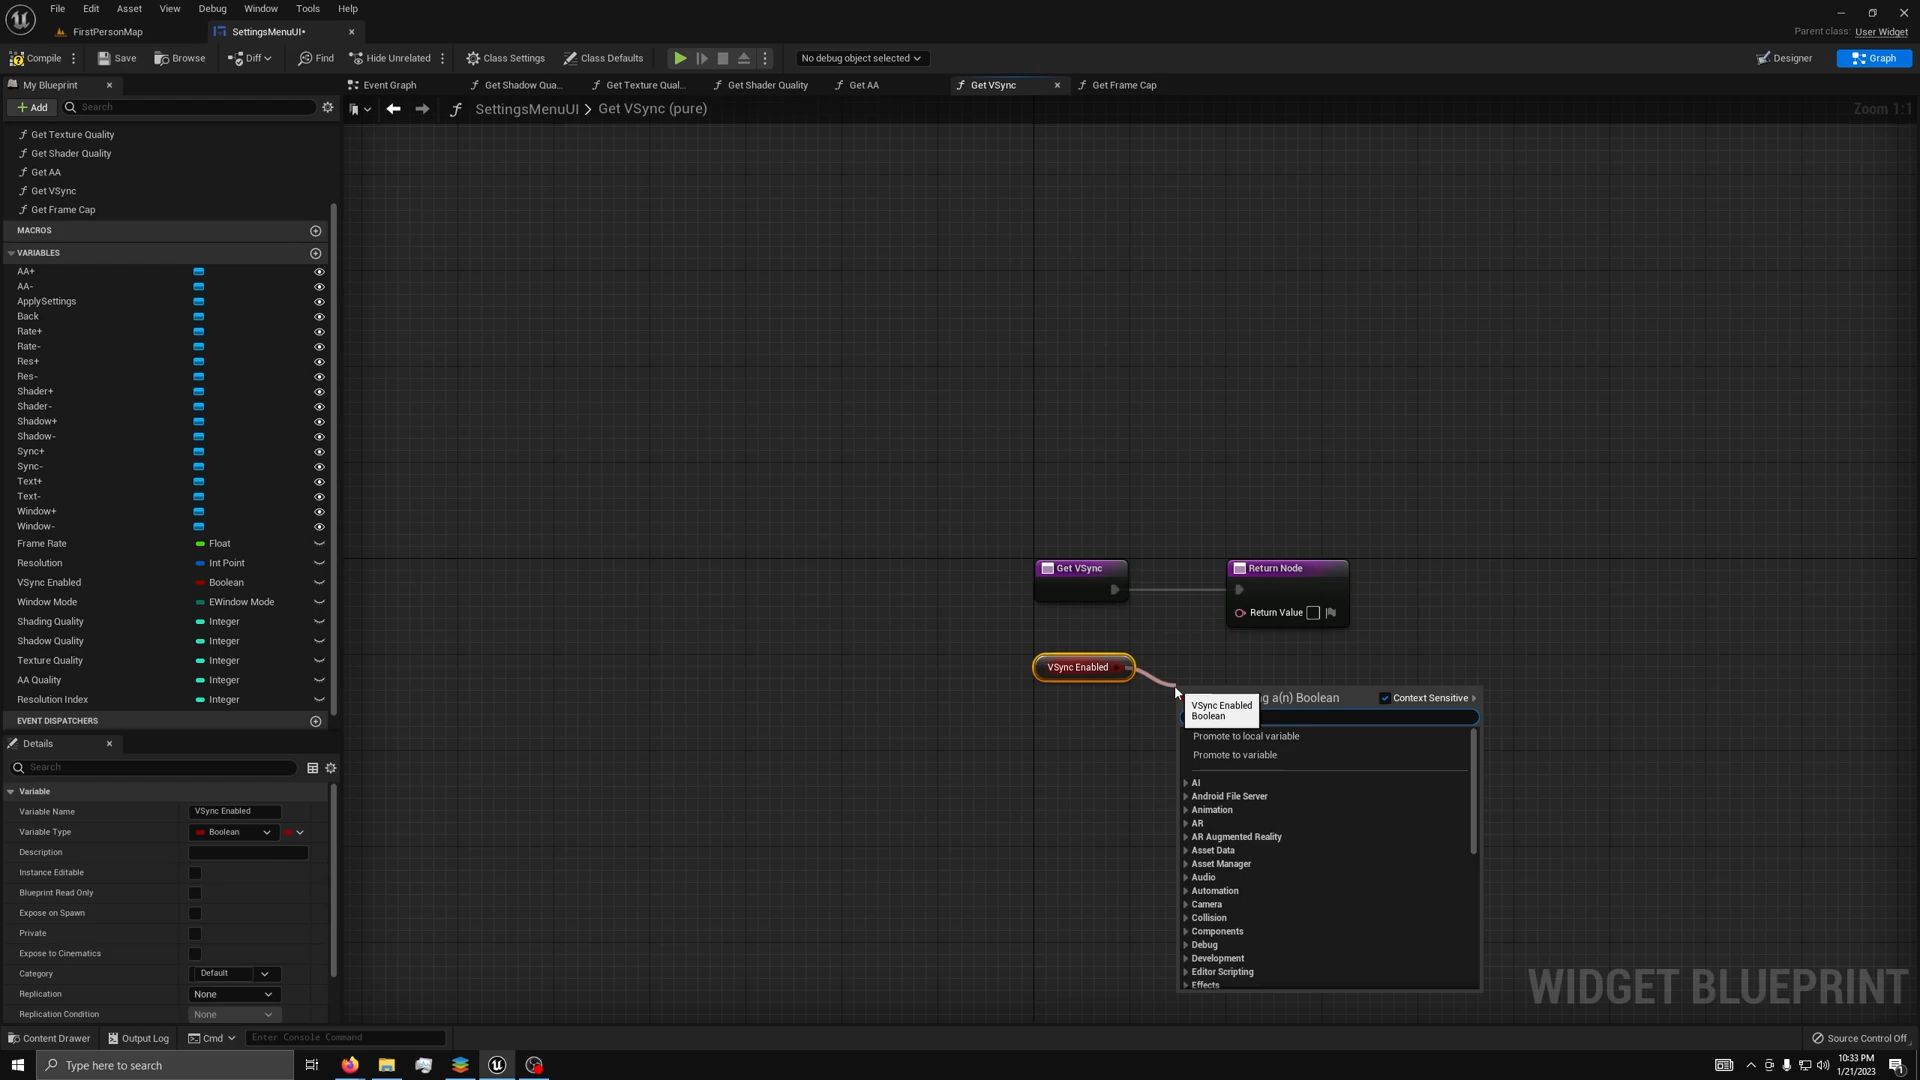 File Edit Asset View Debug Window Tools Help
FirstPersonMap
SettingsMenuUI•
Parent class: User Widget
Compile Save Browse Diff Find Hide Unrelated Class Settings Class Defaults No debug object selected Designer Graph
My Blueprint Event Graph Get Shadow Qua... Get Texture Qual... Get Shader Quality Get AA Get VSync Get Frame Cap
Add Search
SettingsMenuUI > Get VSync (pure) Zoom 1:1
Get Texture Quality
Get Shader Quality
Get AA
Get VSync
Get Frame Cap
MACROS
VARIABLES
AA+
AA-
ApplySettings
Back
Rate+
Rate-
Res+
Res-
Shader+
Shader-
Shadow+
Shadow-
Sync+
Sync-
Text+
Text-
Window+
Window-
Frame Rate Float
Resolution Int Point
VSync Enabled Boolean
Window Mode EWindow Mode
Shading Quality Integer
Shadow Quality Integer
Texture Quality Integer
AA Quality Integer
Resolution Index Integer
EVENT DISPATCHERS
Details
Search
Variable
Variable Name VSync Enabled
Variable Type Boolean
Description
Instance Editable
Blueprint Read Only
Expose on Spawn
Private
Expose to Cinematics
Category Default
Replication None
Replication Condition None
Get VSync Return Node
Return Value
VSync Enabled
a(n) Boolean Context Sensitive
VSync Enabled
Boolean
Promote to local variable
Promote to variable
AI
Android File Server
Animation
AR
AR Augmented Reality
Asset Data
Asset Manager
Audio
Automation
Camera
Collision
Components
Debug
Development
Editor Scripting
Effects
WIDGET BLUEPRINT
Content Drawer Output Log Cmd Enter Console Command Source Control Off
Type here to search
10:33 PM
1/21/2023